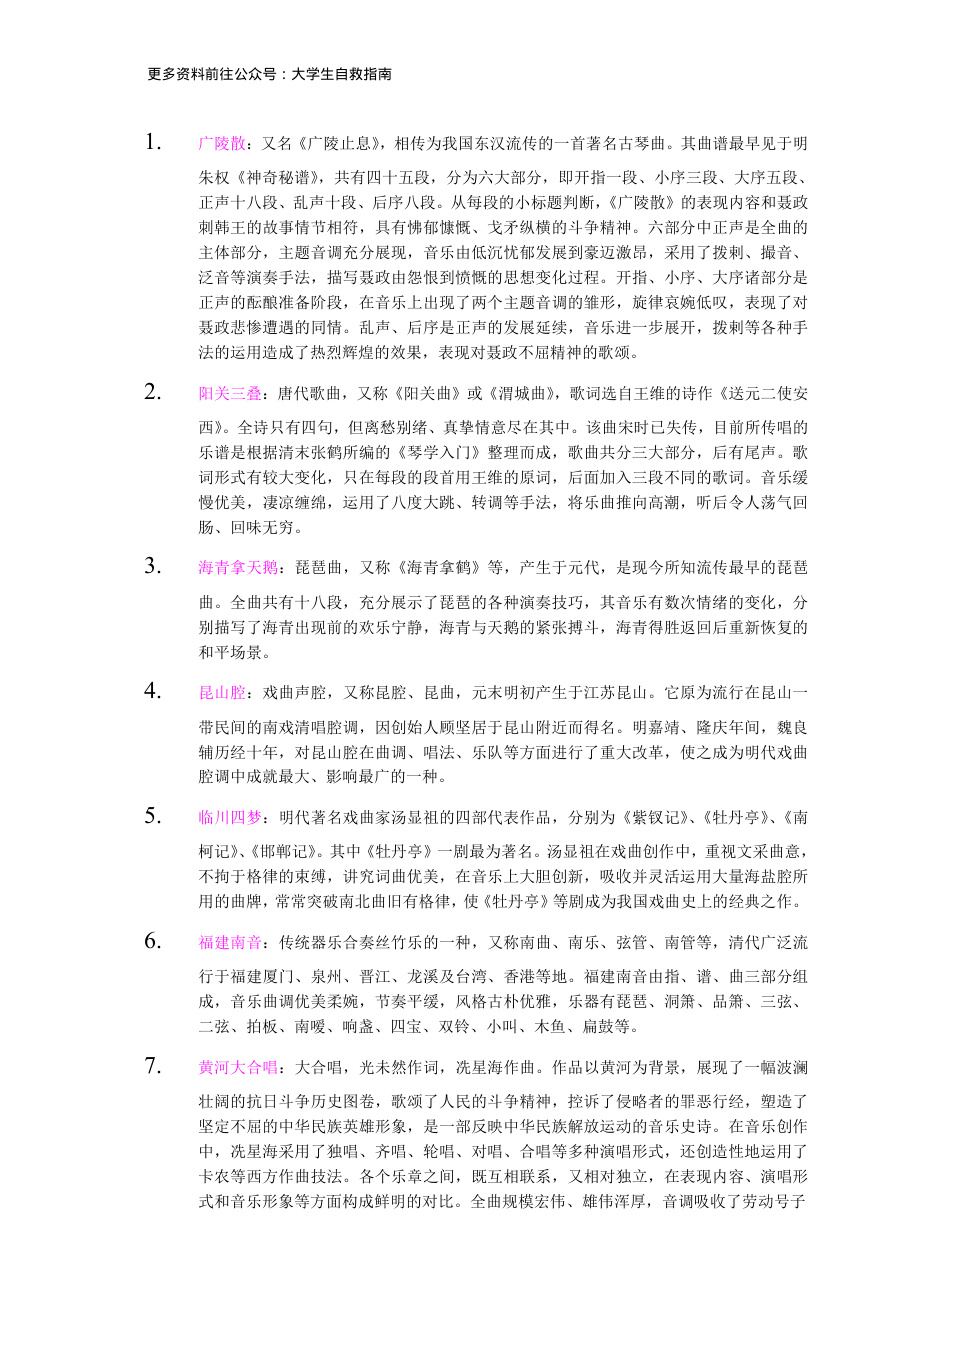 更多资料前往公众号：大学生自救指南
1. 广陵散：又名《广陵止息》，相传为我国东汉流传的一首著名古琴曲。其曲谱最早见于明
朱权《神奇秘谱》，共有四十五段，分为六大部分，即开指一段、小序三段、大序五段、
正声十八段、乱声十段、后序八段。从每段的小标题判断，《广陵散》的表现内容和聂政
刺韩王的故事情节相符，具有怫郁慷慨、戈矛纵横的斗争精神。六部分中正声是全曲的
主体部分，主题音调充分展现，音乐由低沉忧郁发展到豪迈激昂，采用了拨剌、撮音、
泛音等演奏手法，描写聂政由怨恨到愤慨的思想变化过程。开指、小序、大序诸部分是
正声的酝酿准备阶段，在音乐上出现了两个主题音调的雏形，旋律哀婉低叹，表现了对
聂政悲惨遭遇的同情。乱声、后序是正声的发展延续，音乐进一步展开，拨剌等各种手
法的运用造成了热烈辉煌的效果，表现对聂政不屈精神的歌颂。
2. 阳关三叠：唐代歌曲，又称《阳关曲》或《渭城曲》，歌词选自王维的诗作《送元二使安
西》。全诗只有四句，但离愁别绪、真挚情意尽在其中。该曲宋时已失传，目前所传唱的
乐谱是根据清末张鹤所编的《琴学入门》整理而成，歌曲共分三大部分，后有尾声。歌
词形式有较大变化，只在每段的段首用王维的原词，后面加入三段不同的歌词。音乐缓
慢优美，凄凉缠绵，运用了八度大跳、转调等手法，将乐曲推向高潮，听后令人荡气回
肠、回味无穷。
3. 海青拿天鹅：琵琶曲，又称《海青拿鹤》等，产生于元代，是现今所知流传最早的琵琶
曲。全曲共有十八段，充分展示了琵琶的各种演奏技巧，其音乐有数次情绪的变化，分
别描写了海青出现前的欢乐宁静，海青与天鹅的紧张搏斗，海青得胜返回后重新恢复的
和平场景。
4. 昆山腔：戏曲声腔，又称昆腔、昆曲，元末明初产生于江苏昆山。它原为流行在昆山一
带民间的南戏清唱腔调，因创始人顾坚居于昆山附近而得名。明嘉靖、隆庆年间，魏良
辅历经十年，对昆山腔在曲调、唱法、乐队等方面进行了重大改革，使之成为明代戏曲
腔调中成就最大、影响最广的一种。
5. 临川四梦：明代著名戏曲家汤显祖的四部代表作品，分别为《紫钗记》、《牡丹亭》、《南
柯记》、《邯郸记》。其中《牡丹亭》一剧最为著名。汤显祖在戏曲创作中，重视文采曲意，
不拘于格律的束缚，讲究词曲优美，在音乐上大胆创新，吸收并灵活运用大量海盐腔所
用的曲牌，常常突破南北曲旧有格律，使《牡丹亭》等剧成为我国戏曲史上的经典之作。
6. 福建南音：传统器乐合奏丝竹乐的一种，又称南曲、南乐、弦管、南管等，清代广泛流
行于福建厦门、泉州、晋江、龙溪及台湾、香港等地。福建南音由指、谱、曲三部分组
成，音乐曲调优美柔婉，节奏平缓，风格古朴优雅，乐器有琵琶、洞箫、品箫、三弦、
二弦、拍板、南嗳、响盏、四宝、双铃、小叫、木鱼、扁鼓等。
7. 黄河大合唱：大合唱，光未然作词，冼星海作曲。作品以黄河为背景，展现了一幅波澜
壮阔的抗日斗争历史图卷，歌颂了人民的斗争精神，控诉了侵略者的罪恶行经，塑造了
坚定不屈的中华民族英雄形象，是一部反映中华民族解放运动的音乐史诗。在音乐创作
中，冼星海采用了独唱、齐唱、轮唱、对唱、合唱等多种演唱形式，还创造性地运用了
卡农等西方作曲技法。各个乐章之间，既互相联系，又相对独立，在表现内容、演唱形
式和音乐形象等方面构成鲜明的对比。全曲规模宏伟、雄伟浑厚，音调吸收了劳动号子